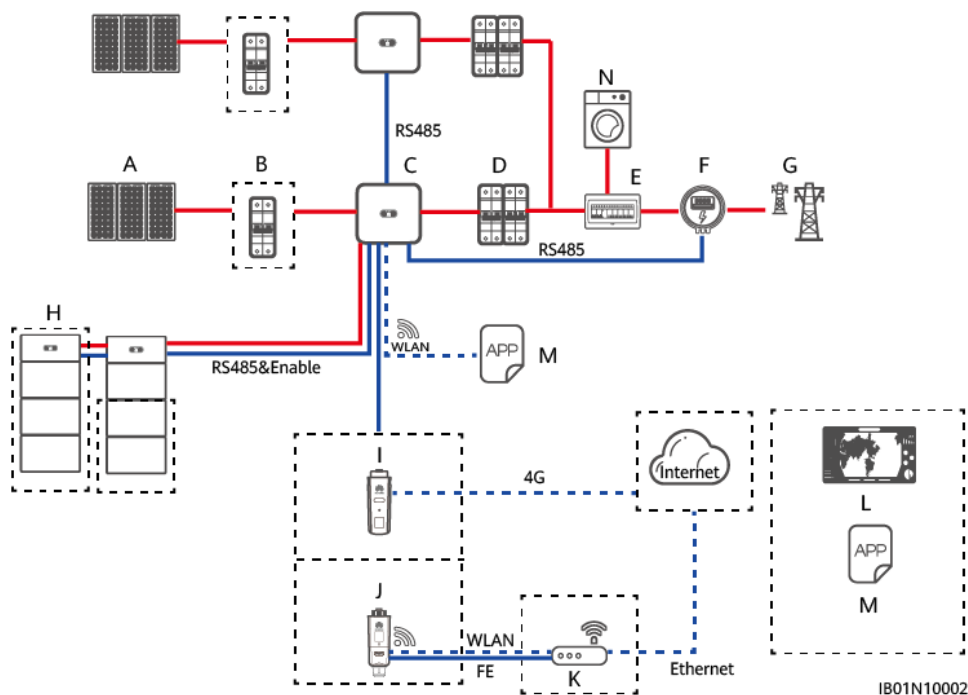 N
RS485
A
B
C
D
E
F
G
RS485
H
WLAN
APP
M
RS485&Enable
I
4G
Internet
L
APP
M
J
WLAN
FE
K
Ethernet
IB01N10002